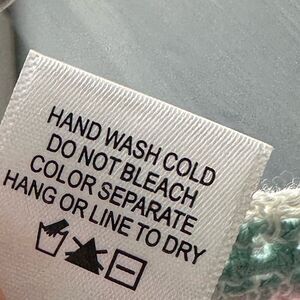 HAND WASH COLD
DO NOT BLEACH
COLOR SEPARATE
HANG OR LINE TO DRY